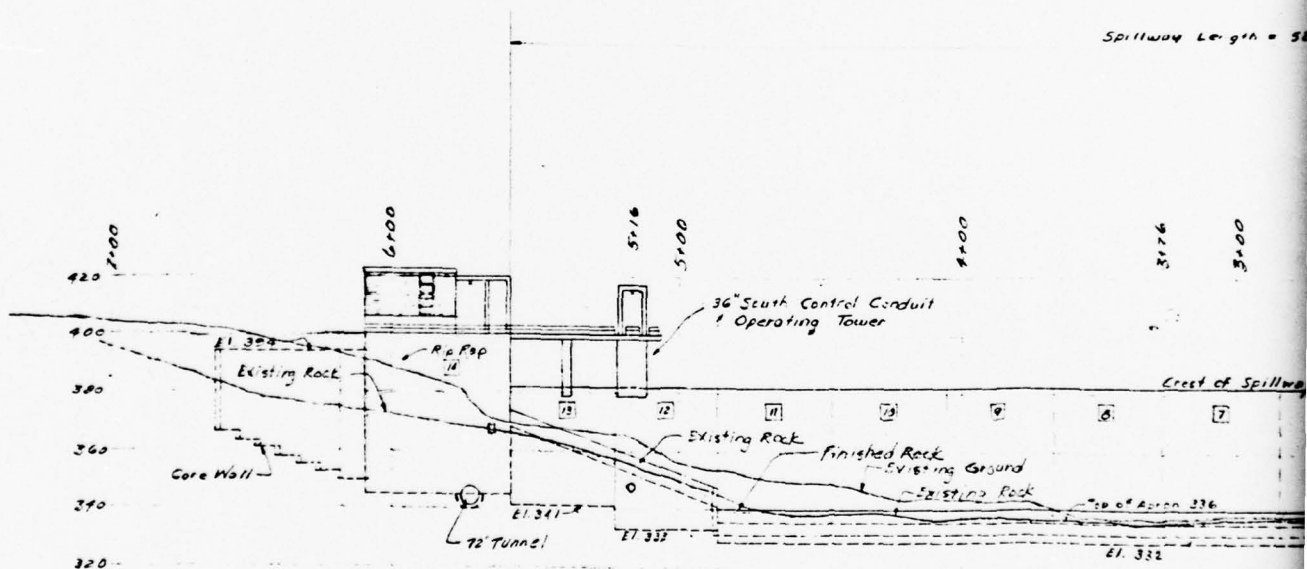 Spillway Length =
7+00
6+00
5+16
5+00
4+00
3+76
3+00
420
400
380
360
340
320
36" South Control Conduit
& Operating Tower
El. 394
Rip Rap
14
Existing Rock
Crest of Spillway
13
12
11
10
9
8
7
Existing Rock
Finished Rock
Existing Ground
Existing Rock
Core Wall
Top of Apron 336
El. 341
72" Tunnel
El. 333
El. 332